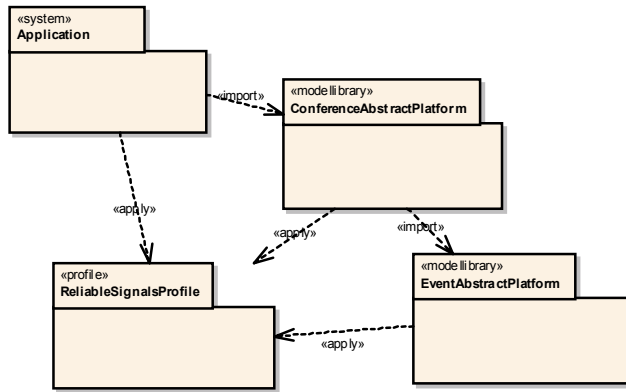 «system»
Application
«import»
«modellibrary»
ConferenceAbstractPlatform
«apply»
«apply»
«import»
«profile»
ReliableSignalsProfile
«modellibrary»
EventAbstractPlatform
«apply»